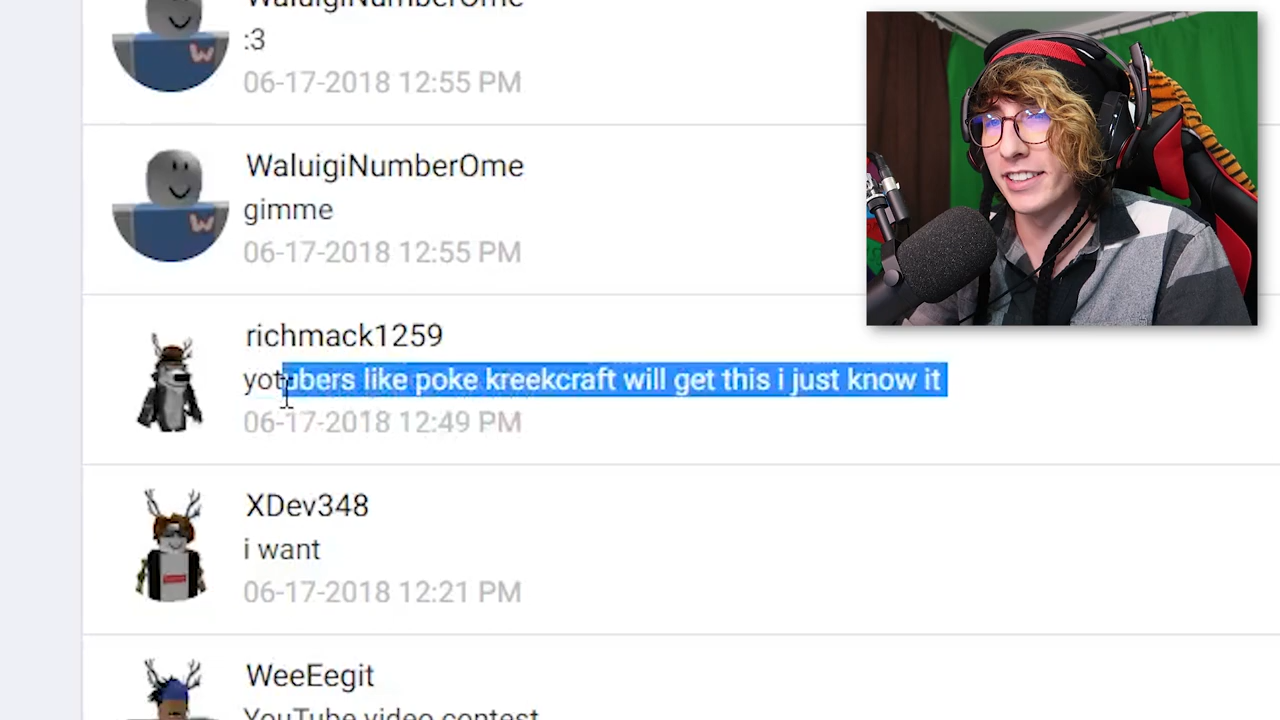 WaluigiNumberOme
:3
06-17-2018 12:55 PM
WaluigiNumberOme
gimme
06-17-2018 12:55 PM
richmack1259
yotubers like poke kreekcraft will get this i just know it
06-17-2018 12:49 PM
XDev348
i want
06-17-2018 12:21 PM
WeeEegit
YouTube video contest